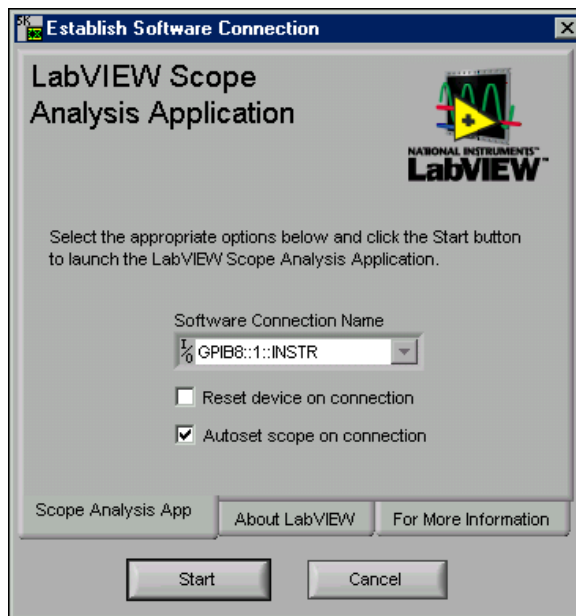 Establish Software Connection
LabVIEW Scope
Analysis Application
NATIONAL INSTRUMENTS™
LabVIEW™
Select the appropriate options below and click the Start button
to launch the LabVIEW Scope Analysis Application.
Software Connection Name
I/O GPIB8::1::INSTR
Reset device on connection
Autoset scope on connection
Scope Analysis App
About LabVIEW
For More Information
Start
Cancel